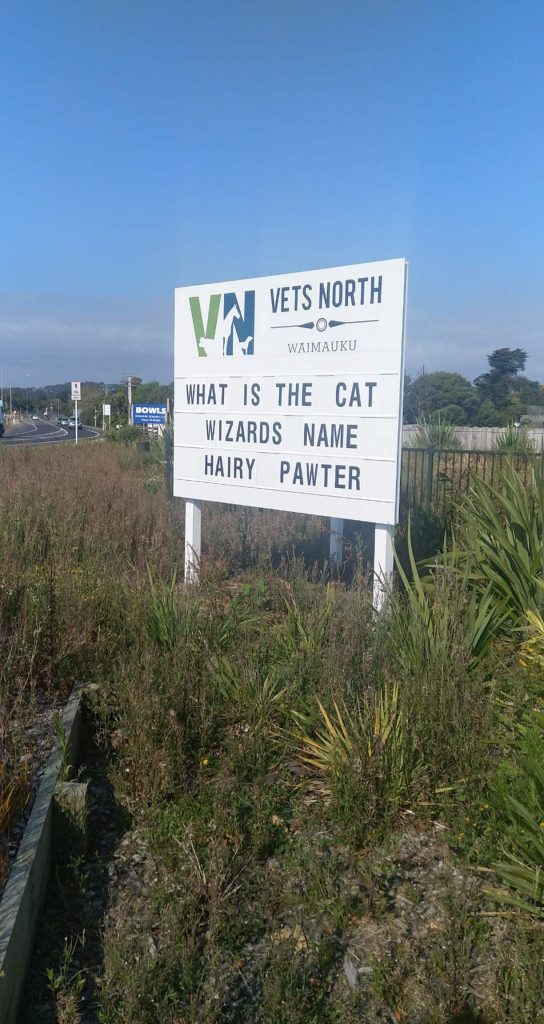 VN
VETS NORTH
WAIMAUKU
WHAT IS THE CAT
WIZARDS NAME
HAIRY PAWTER
BOWLS